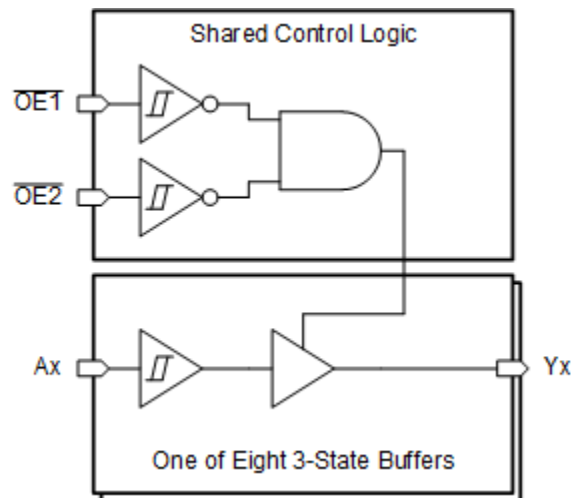 Shared Control Logic
OE1
OE2
Ax
Yx
One of Eight 3-State Buffers